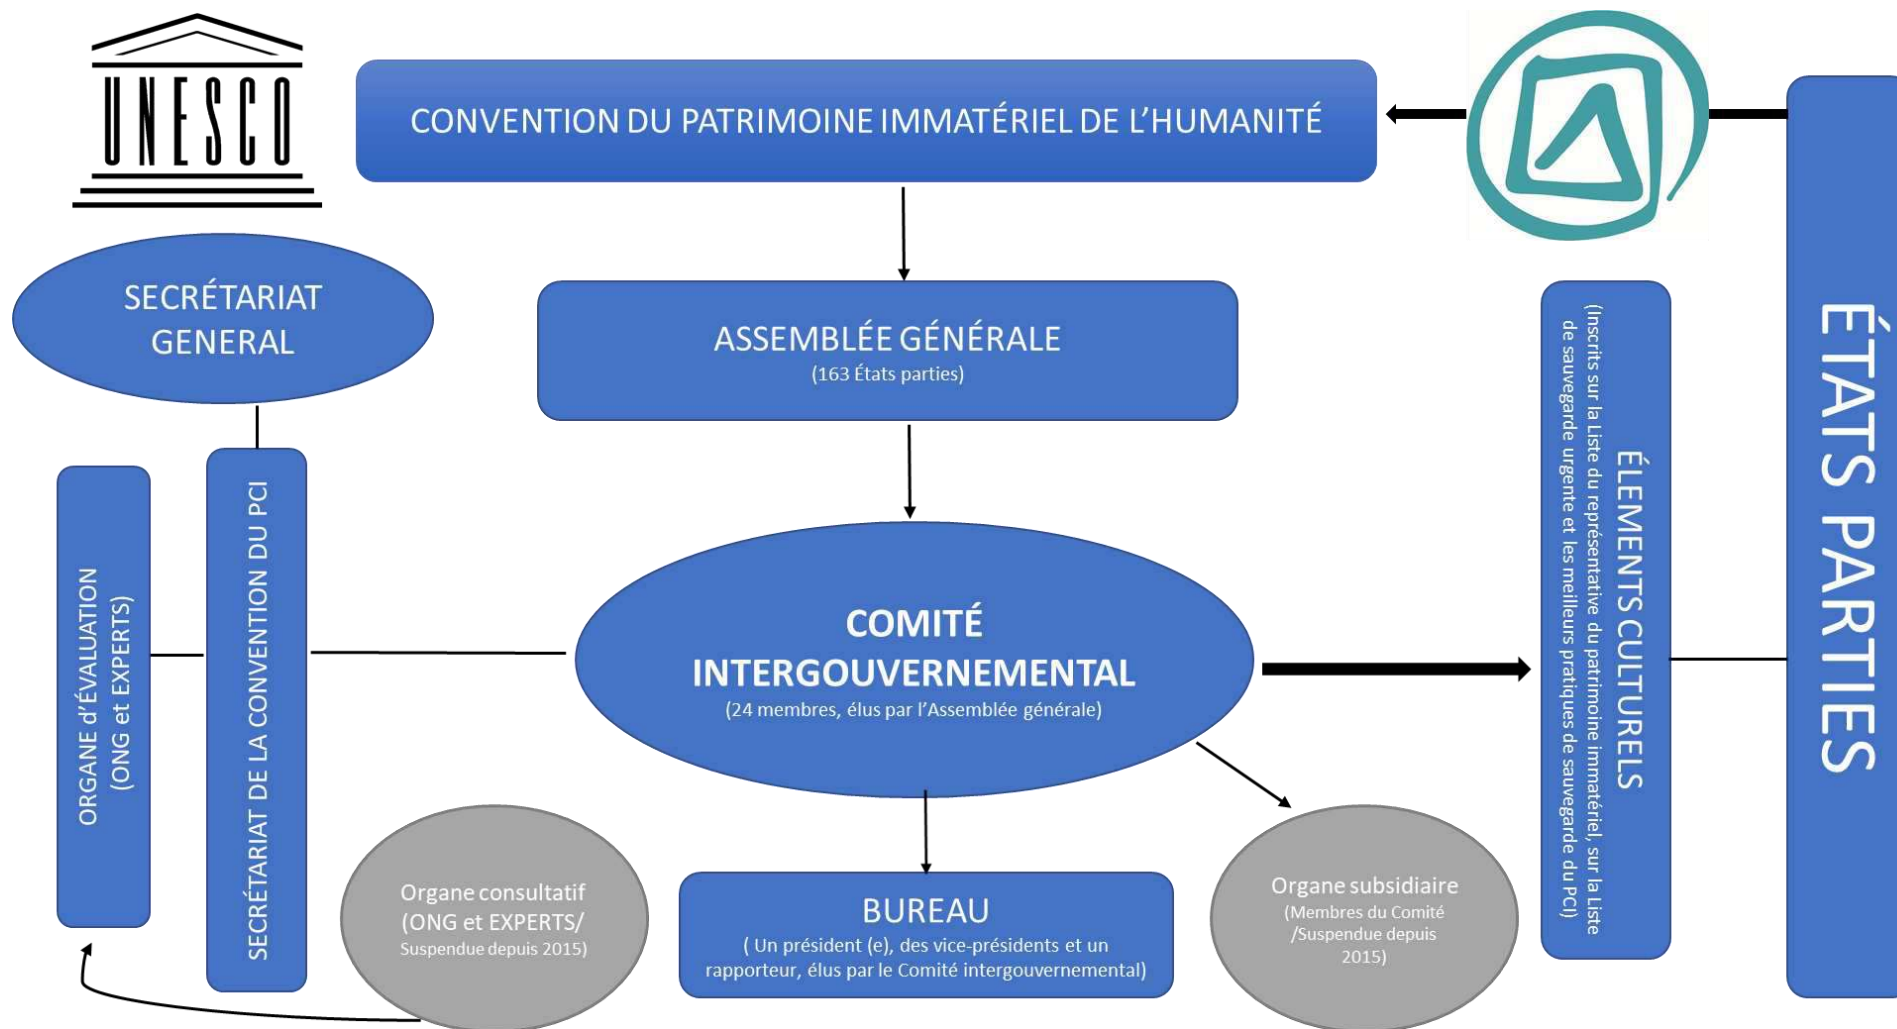 UNESCO
CONVENTION DU PATRIMOINE IMMATÉRIEL DE L'HUMANITÉ
SECRÉTARIAT
GENERAL
ASSEMBLÉE GÉNÉRALE
(163 États parties)
ORGANE d'ÉVALUATION
(ONG et EXPERTS)
SECRÉTARIAT DE LA CONVENTION DU PCI
COMITÉ
INTERGOUVERNEMENTAL
(24 membres, élus par l'Assemblée générale)
Organe consultatif
(ONG et EXPERTS/
Suspendue depuis 2015)
BUREAU
( Un président (e), des vice-présidents et un
rapporteur, élus par le Comité intergouvernemental)
Organe subsidiaire
(Membres du Comité
/Suspendue depuis
2015)
ÉLEMENTS CULTURELS
(Inscrits sur la Liste du représentative du patrimoine immatériel, sur la Liste
de sauvegarde urgente et les meilleurs pratiques de sauvegarde du PCI)
ÉTATS PARTIES